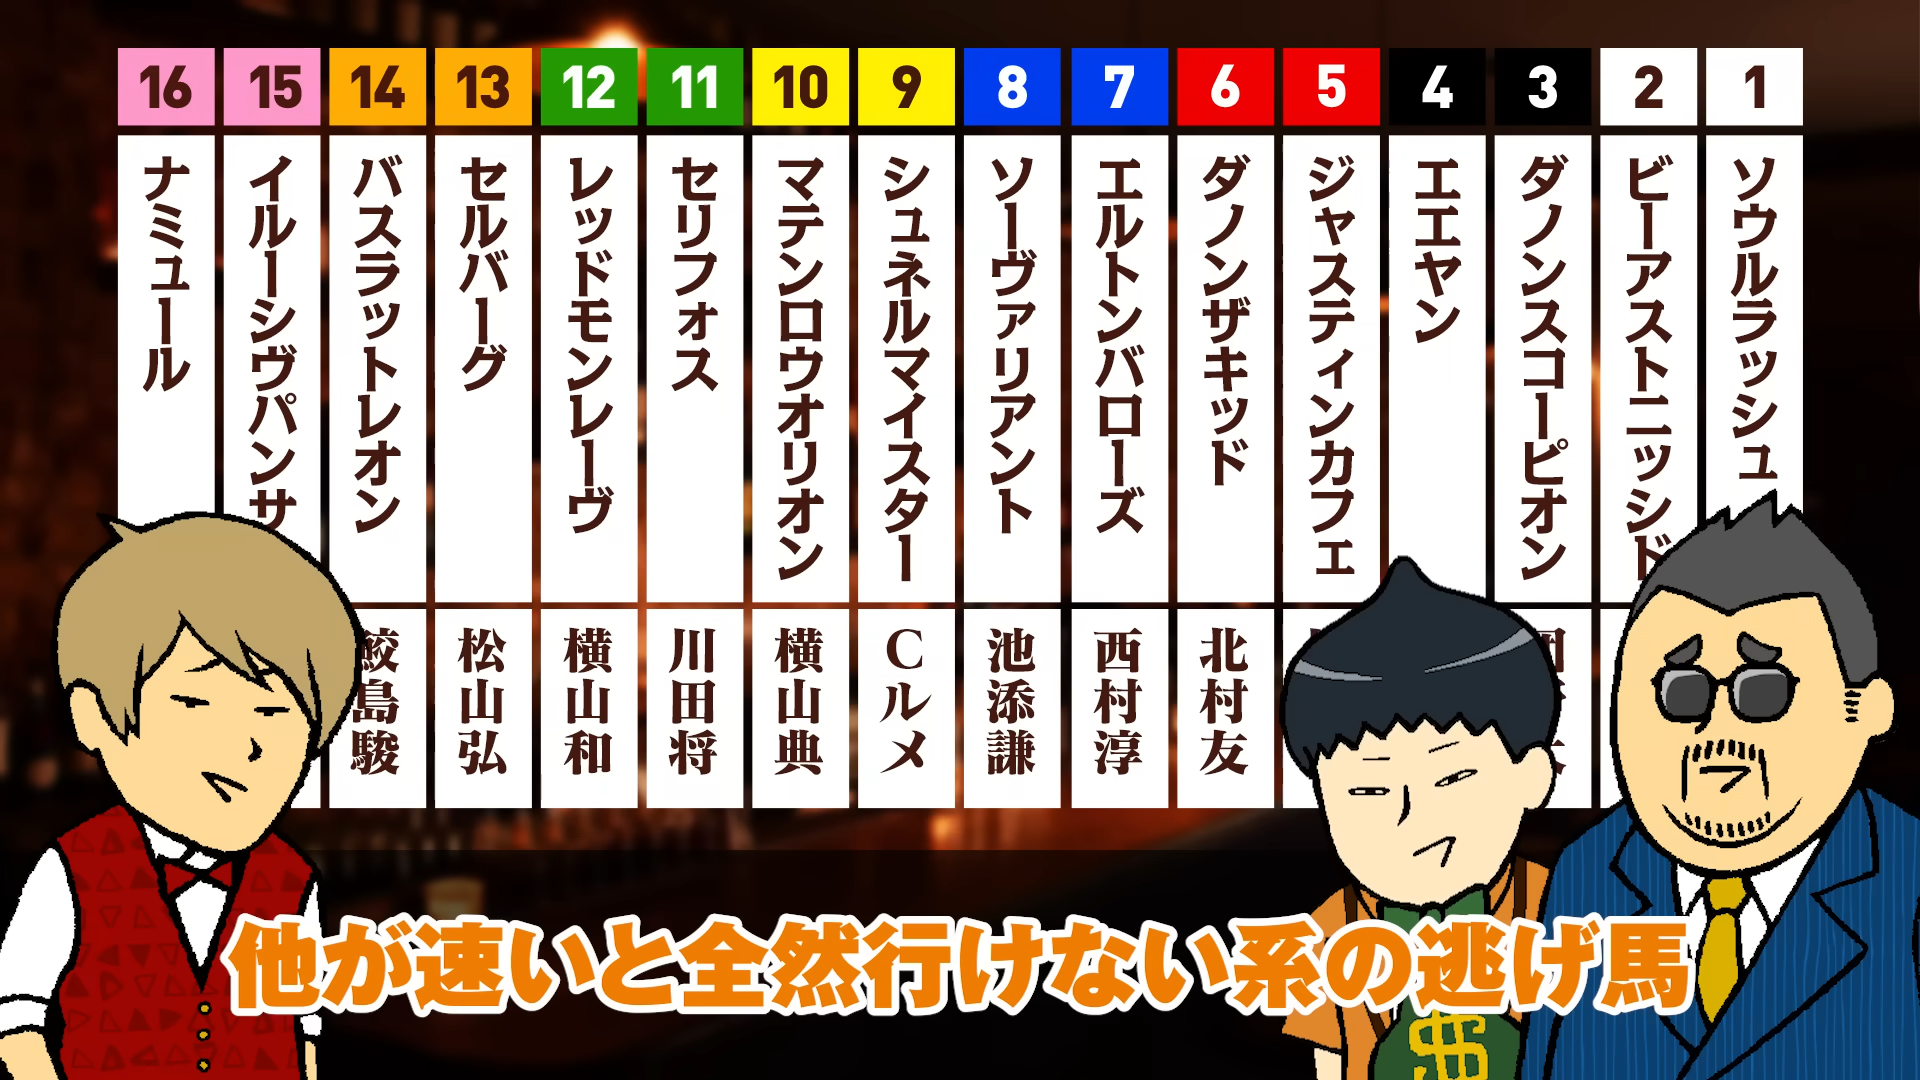 1
ソウルラッシュ
2
ビーアストニッシド
3
ダノンスコーピオン
4
エエヤン
5
ジャスティンカフェ
6
ダノンザキッド
北村友
7
エルトンバローズ
西村淳
8
ソーヴァリアント
池添謙
9
シュネルマイスター
Cルメ
10
マテンロウオリオン
横山典
11
セリフォス
川田将
12
レッドモンレーヴ
横山和
13
セルバーグ
松山弘
14
バスラットレオン
鮫島駿
15
イルーシヴパンサ
16
ナミュール
他が速いと全然行けない系の逃げ馬
$